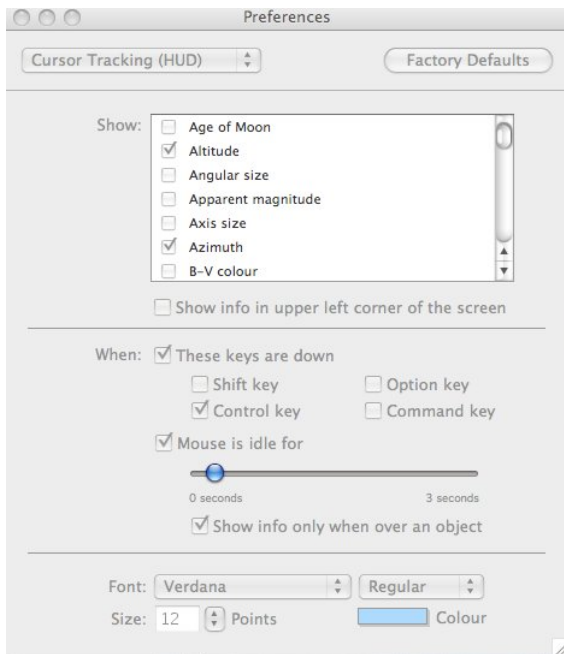 Preferences
Cursor Tracking (HUD) Factory Defaults
Show: Age of Moon
Altitude
Angular size
Apparent magnitude
Axis size
Azimuth
B-V colour
Show info in upper left corner of the screen
When: These keys are down
Shift key Option key
Control key Command key
Mouse is idle for
0 seconds 3 seconds
Show info only when over an object
Font: Verdana Regular
Size: 12 Points Colour